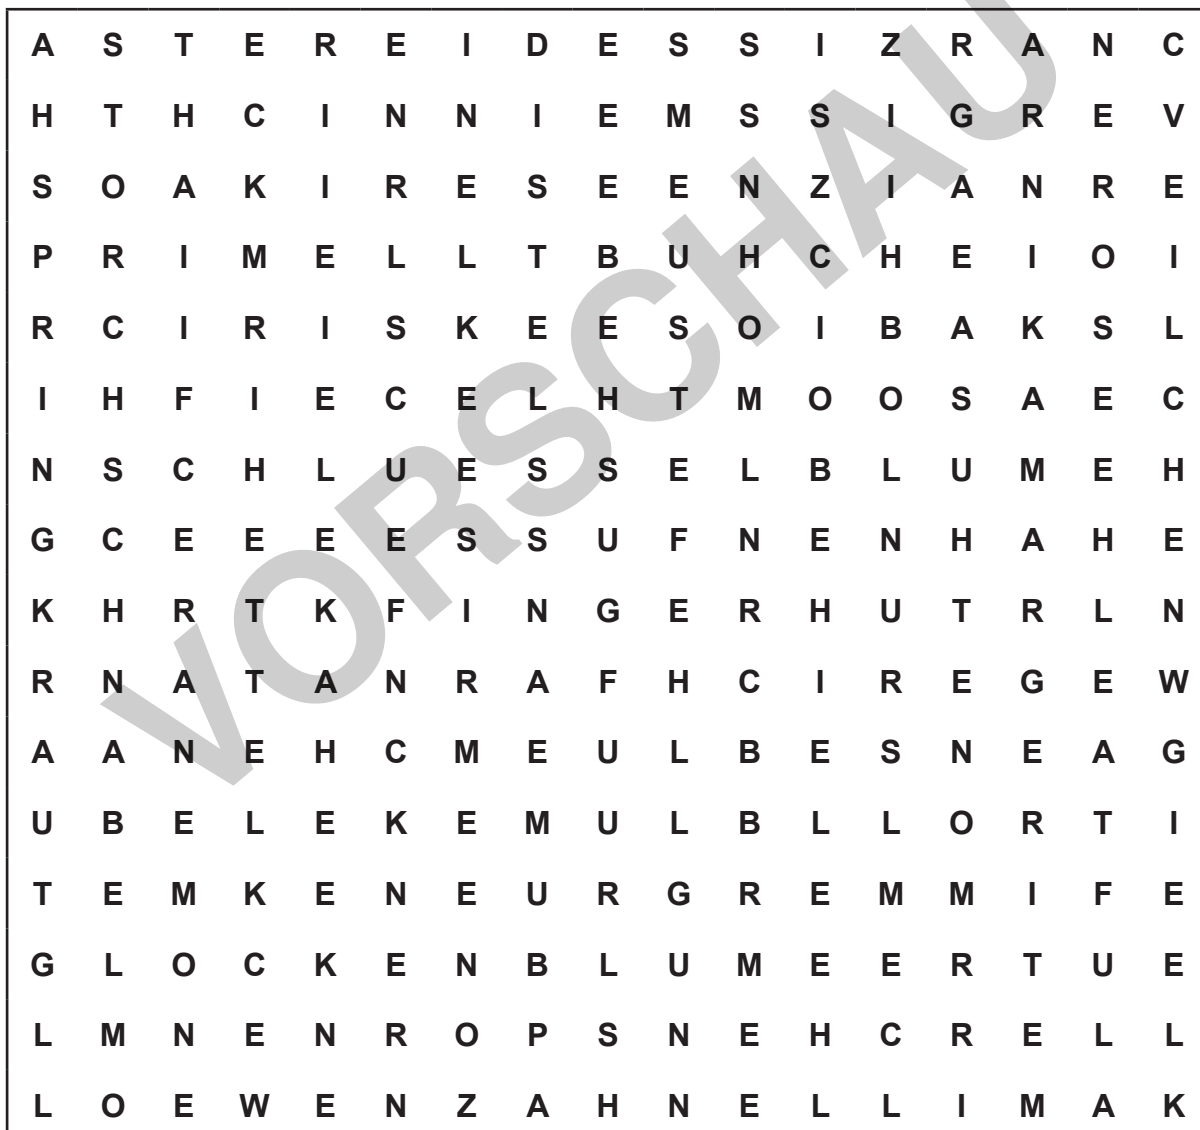 A S T E R E I D E S S I Z R A N C
H T H C I N N I E M S S I G R E V
S O A K I R E S E E N Z I A N R E
P R I M E L L T B U H C H E I O I
R C I R I S K E E S O I B A K S L
I H F I E C E L H T M O O S A E C
N S C H L U E S S E L B L U M E H
G C E E E E S S U F N E N H A H E
K H R T K F I N G E R H U T R L N
R N A T A N R A F H C I R E G E W
A A N E H C M E U L B E S N E A G
U B E L E K E M U L B L L O R T I
T E M K E N E U R G R E M M I F E
G L O C K E N B L U M E E R T U E
L M N E N R O P S N E H C R E L L
L O E W E N Z A H N E L L I M A K
VORSCHAU